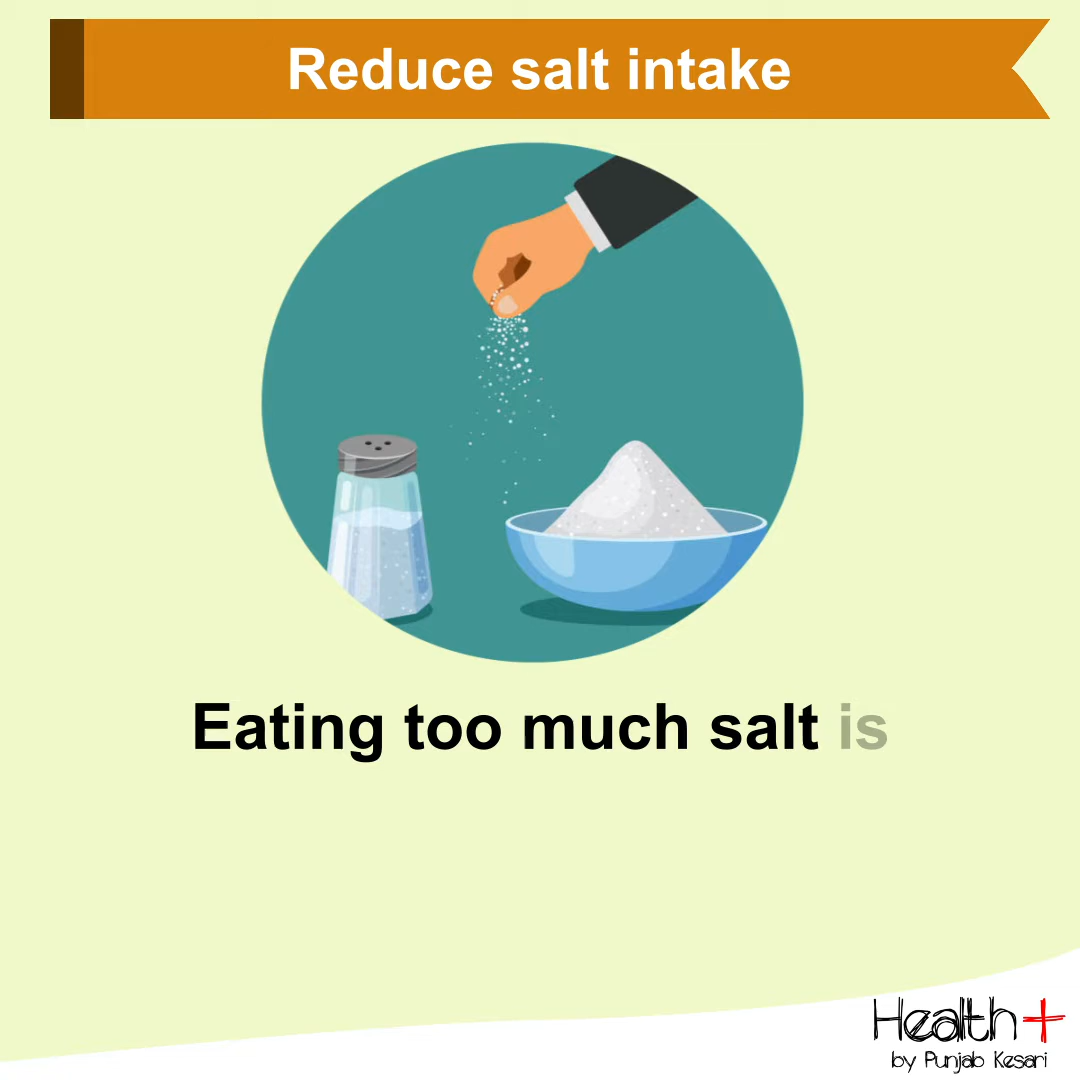 Reduce salt intake
Eating too much salt is
Health+
by Punjab Kesari